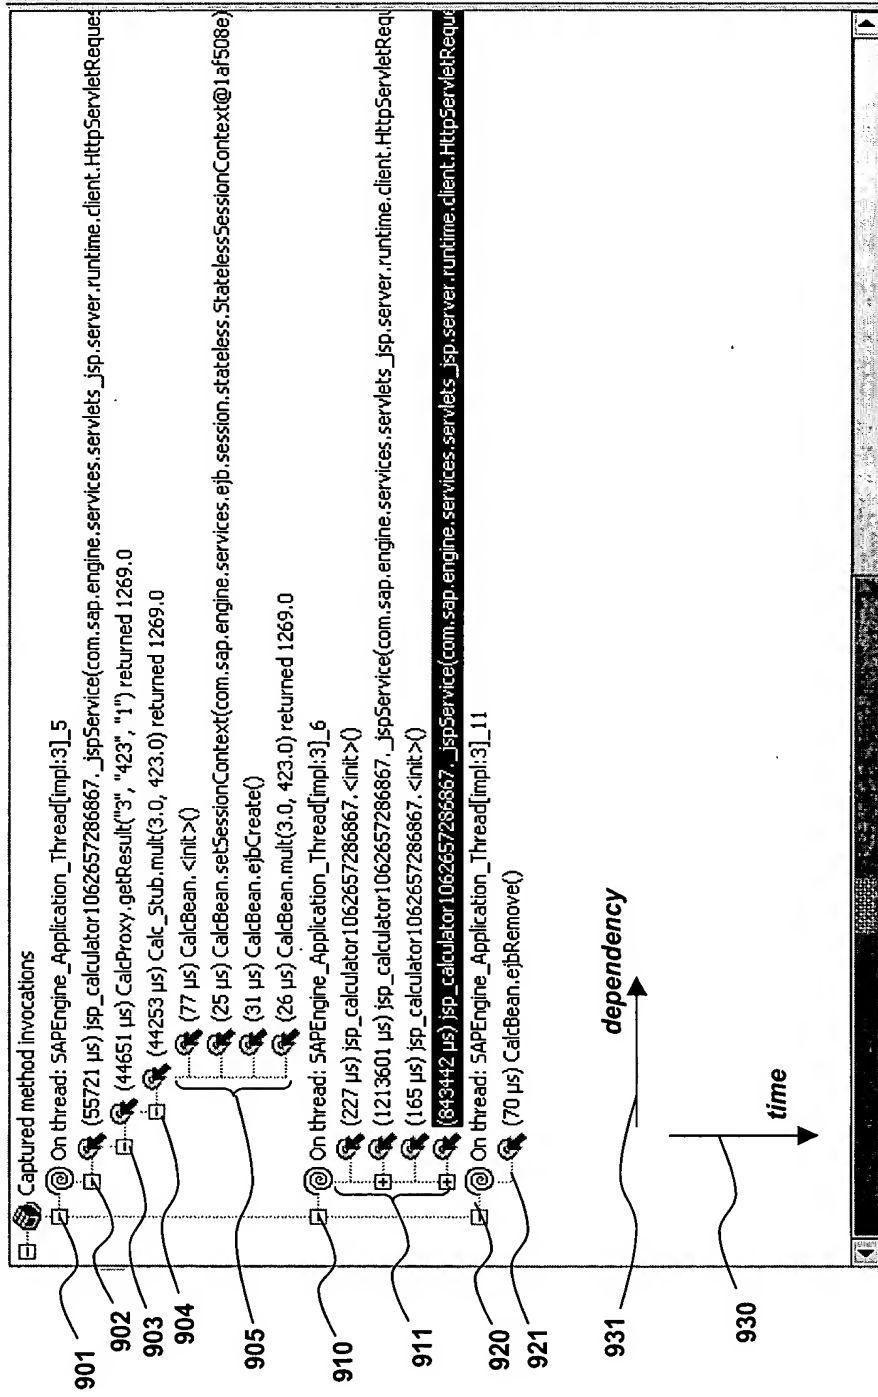 Captured method invocations
On thread: SAPEngine_Application_Thread[impl:3]_5
(55721 µs) jsp_calculator1062657286867._jspService(com.sap.engine.services.servlets_jsp.server.runtime.client.HttpServletReques
(44651 µs) CalcProxy.getResult("3", "423", "1") returned 1269.0
(44253 µs) Calc_Stub.mult(3.0, 423.0) returned 1269.0
(77 µs) CalcBean.<init>()
(25 µs) CalcBean.setSessionContext(com.sap.engine.services.ejb.session.stateless.StatelessSessionContext@1af508e)
(31 µs) CalcBean.ejbCreate()
(26 µs) CalcBean.mult(3.0, 423.0) returned 1269.0
On thread: SAPEngine_Application_Thread[impl:3]_6
(227 µs) jsp_calculator1062657286867.<init>()
(1213601 µs) jsp_calculator1062657286867._jspService(com.sap.engine.services.servlets_jsp.server.runtime.client.HttpServletRequ
(165 µs) jsp_calculator1062657286867.<init>()
(843442 µs) jsp_calculator1062657286867._jspService(com.sap.engine.services.servlets_jsp.server.runtime.client.HttpServletReque
On thread: SAPEngine_Application_Thread[impl:3]_11
(70 µs) CalcBean.ejbRemove()
dependency
time
901
902
903
904
905
910
911
920
921
931
930